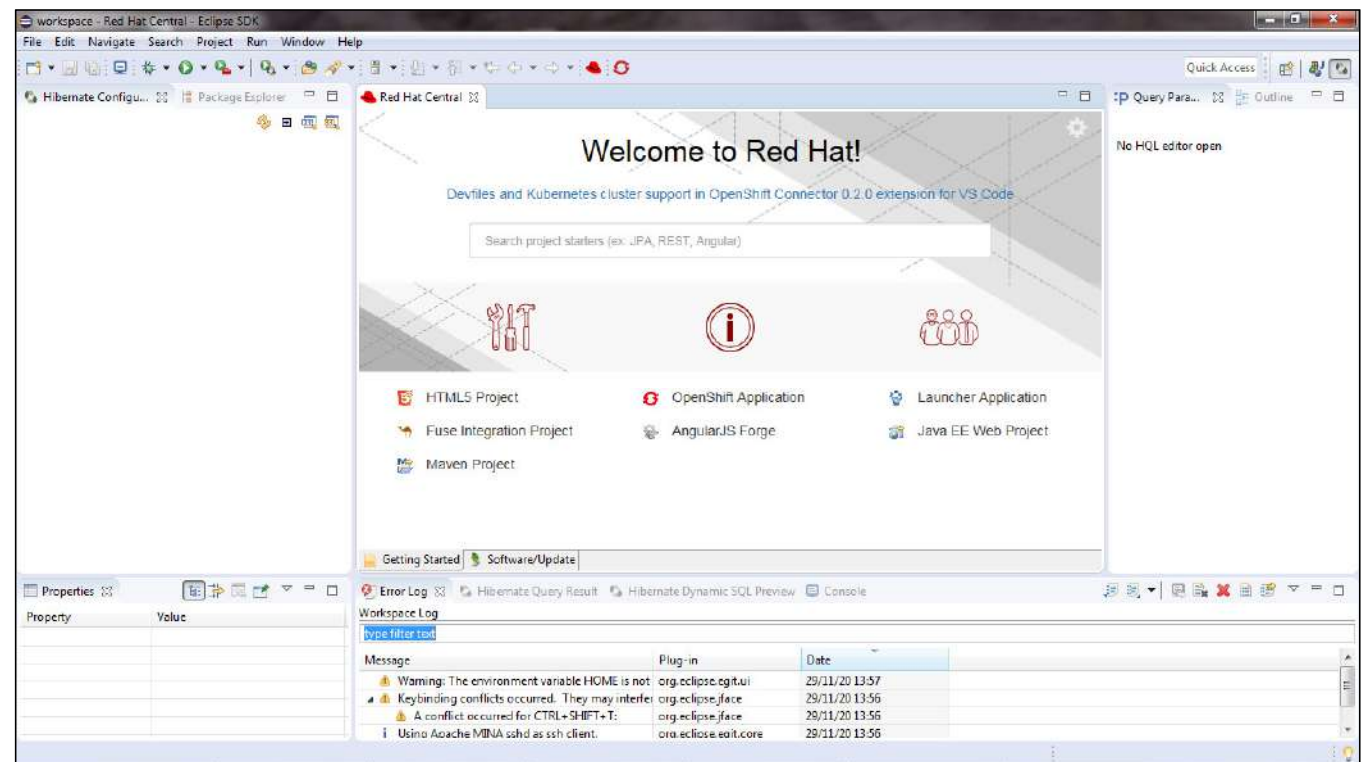 workspace - Red Hat Central - Eclipse SDK
File Edit Navigate Search Project Run Window Help
Quick Access
Hibernate Configu... Package Explorer
Red Hat Central
Query Para... Outline
Welcome to Red Hat!
No HQL editor open
Devfiles and Kubernetes cluster support in OpenShift Connector 0.2.0 extension for VS Code
Search project starters (ex: JPA, REST, Angular)
HTML5 Project OpenShift Application Launcher Application
Fuse Integration Project AngularJS Forge Java EE Web Project
Maven Project
Getting Started Software/Update
Properties
Error Log Hibernate Query Result Hibernate Dynamic SQL Preview Console
Property Value
Workspace Log
type filter text
Message Plug-in Date
Warning: The environment variable HOME is not org.eclipse.egit.ui 29/11/20 13:57
Keybinding conflicts occurred. They may interfer org.eclipse.jface 29/11/20 13:56
A conflict occurred for CTRL+SHIFT+T: org.eclipse.jface 29/11/20 13:56
Using Apache MINA sshd as ssh client. org.eclipse.egit.core 29/11/20 13:56